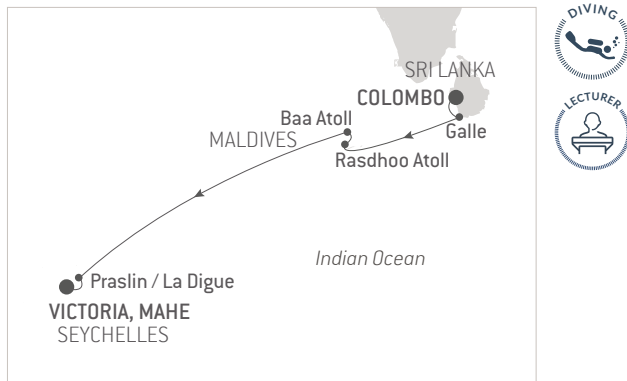 DIVING
SRI LANKA
COLOMBO
LECTURER
Baa Atoll
Galle
MALDIVES
Rasdhoo Atoll
Indian Ocean
Praslin / La Digue
VICTORIA, MAHE
SEYCHELLES